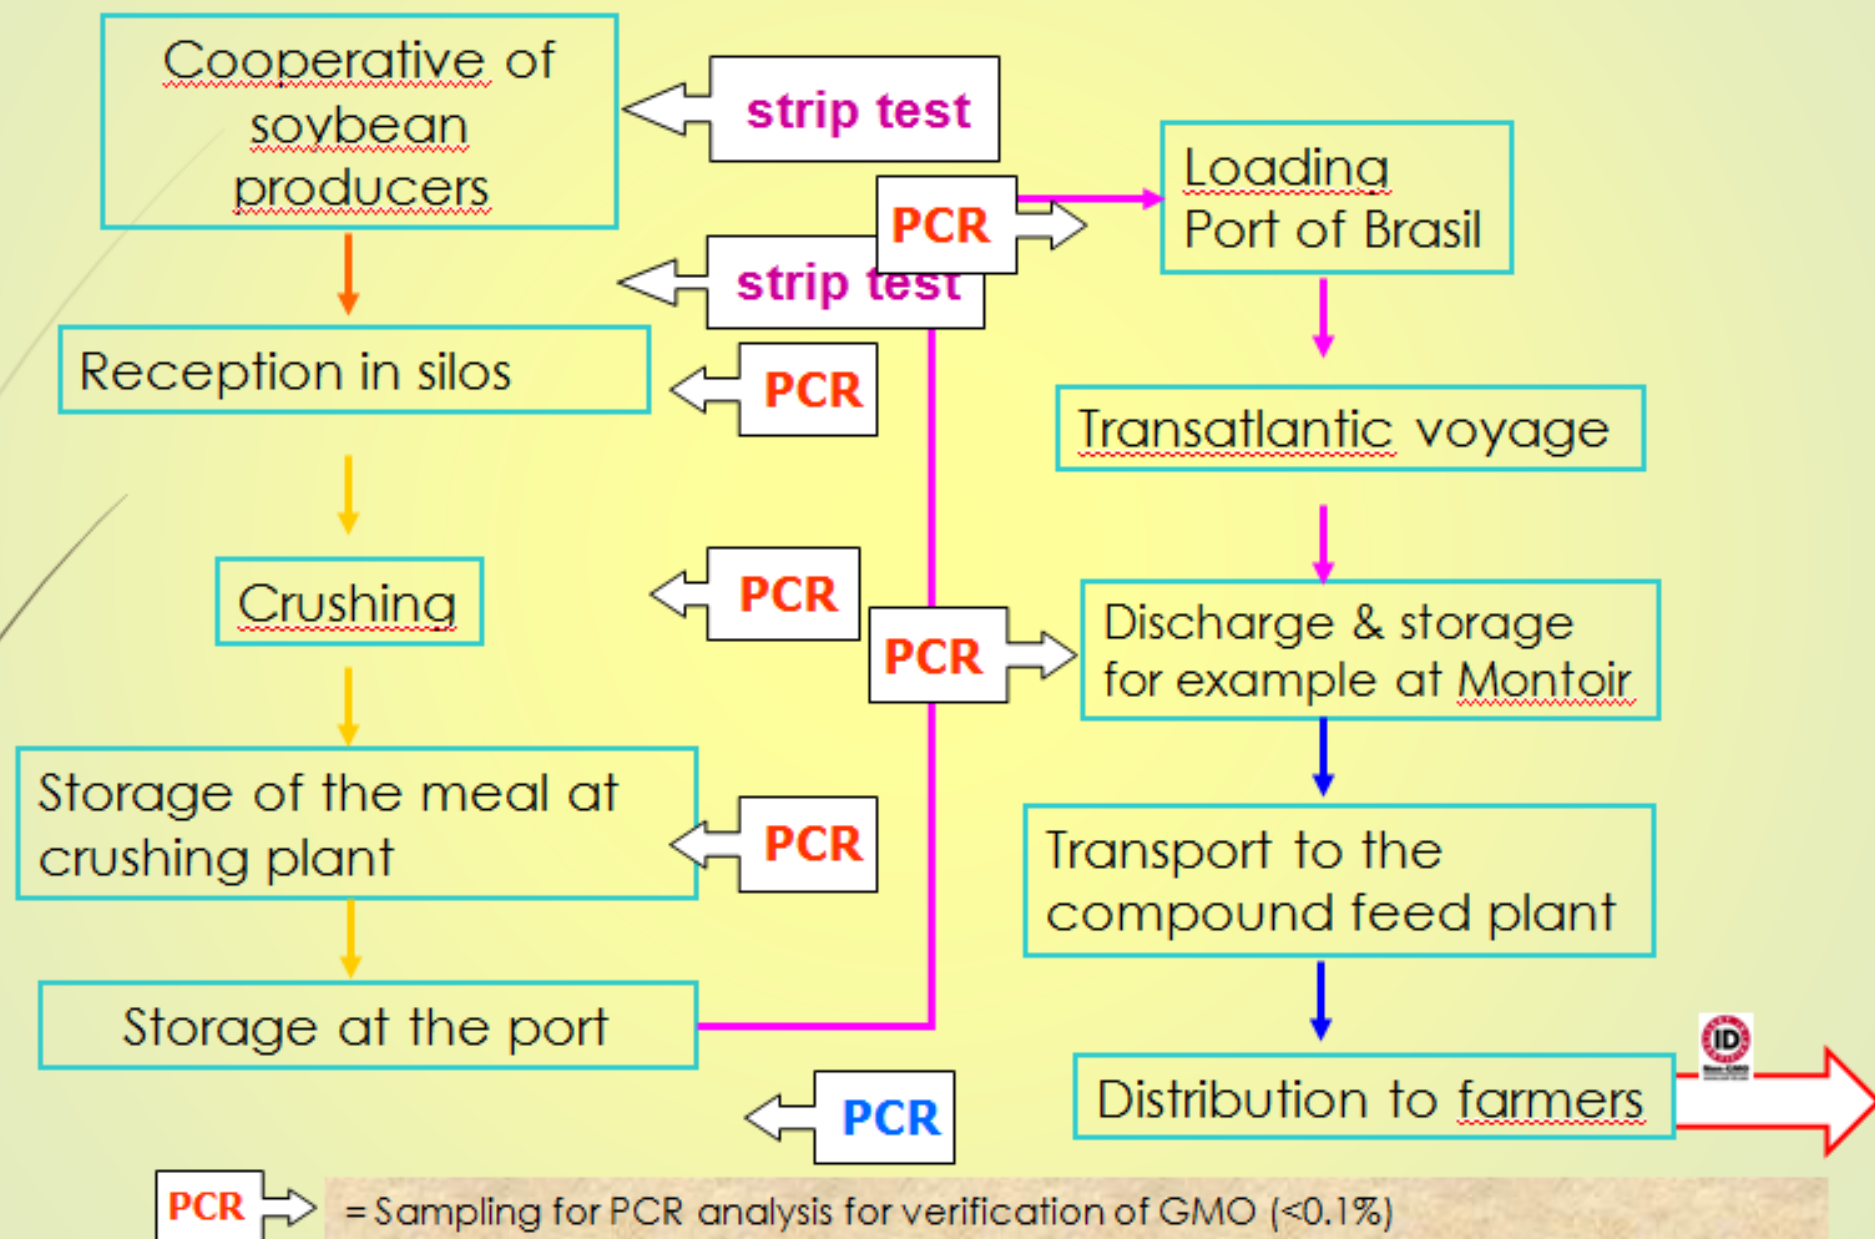 Cooperative of
soybean
producers
strip test
PCR
strip test
Loading
Port of Brasil
Reception in silos
PCR
Transatlantic voyage
Crushing
PCR
PCR
Discharge & storage
for example at Montoir
Storage of the meal at
crushing plant
PCR
Transport to the
compound feed plant
Storage at the port
PCR
Distribution to farmers
ID
Non-GMO
PCR
= Sampling for PCR analysis for verification of GMO (<0.1%)